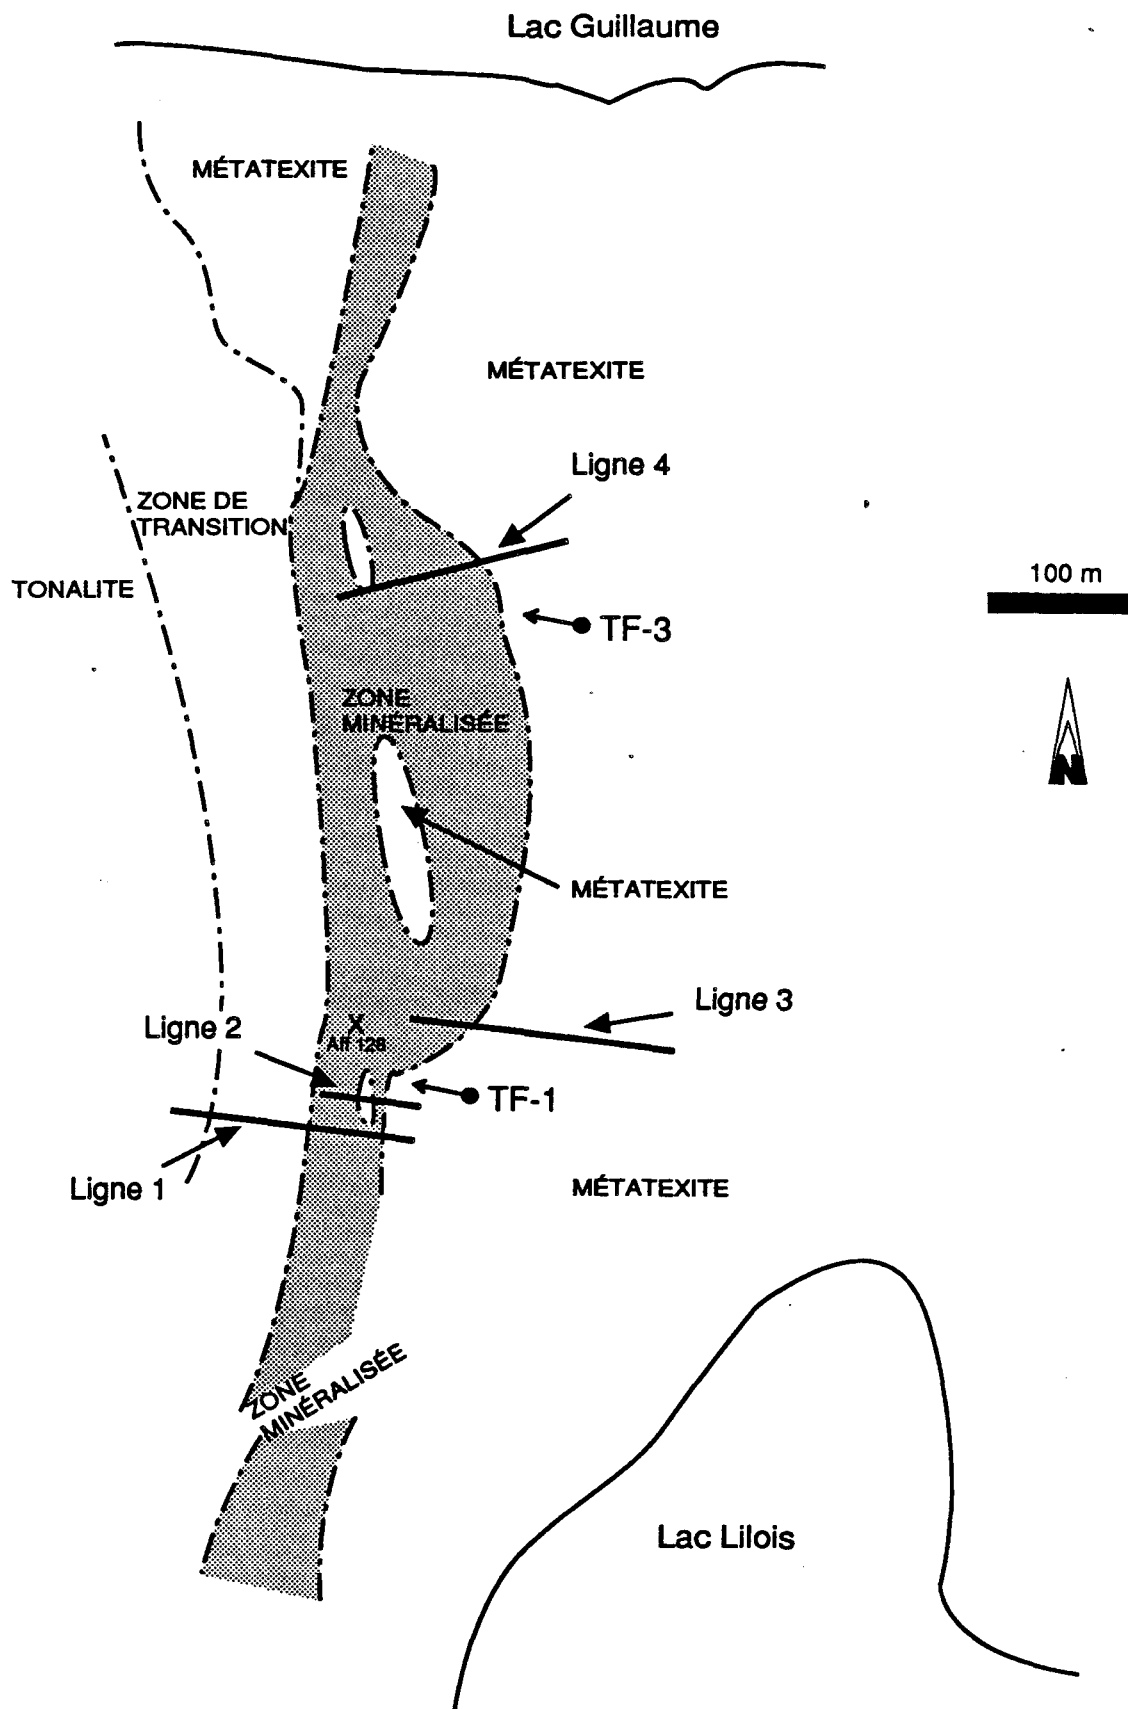 Lac Guillaume
MÉTATEXITE
MÉTATEXITE
Ligne 4
ZONE DE
TRANSITION
TONALITE
100 m
TF-3
N
ZONE
MINÉRALISÉE
MÉTATEXITE
Ligne 3
Ligne 2
X
Aff 126
TF-1
Ligne 1
MÉTATEXITE
ZONE
MINÉRALISÉE
Lac Lilois